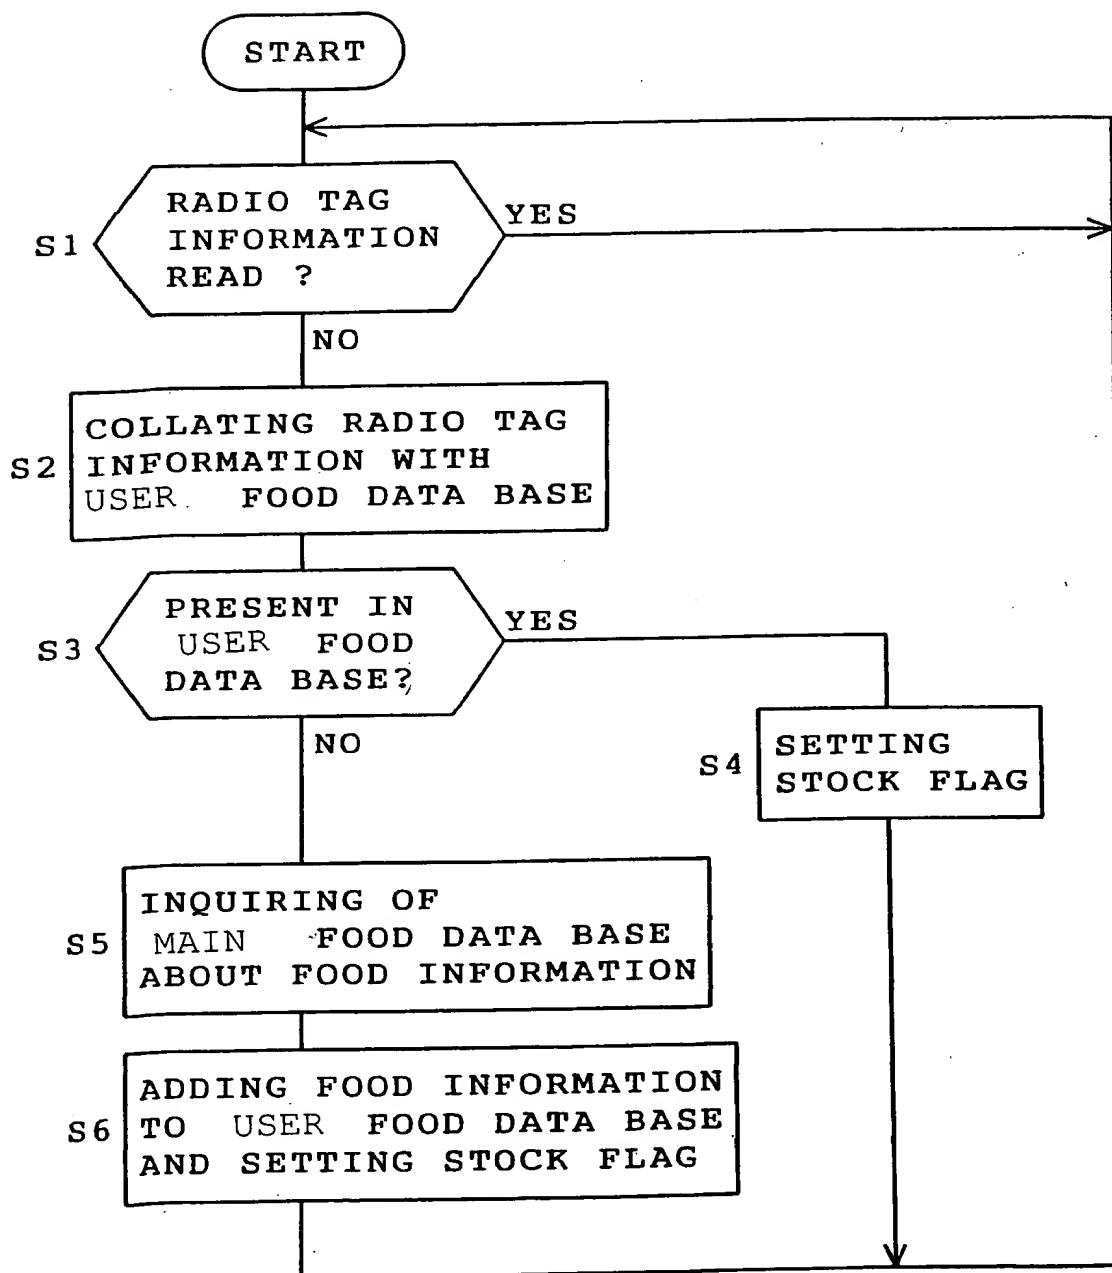 START
RADIO TAG
INFORMATION
READ ?
YES
S1
NO
COLLATING RADIO TAG
INFORMATION WITH
USER FOOD DATA BASE
S2
PRESENT IN
USER FOOD
DATA BASE?
YES
S3
NO
SETTING
STOCK FLAG
S4
INQUIRING OF
MAIN FOOD DATA BASE
ABOUT FOOD INFORMATION
S5
ADDING FOOD INFORMATION
TO USER FOOD DATA BASE
AND SETTING STOCK FLAG
S6